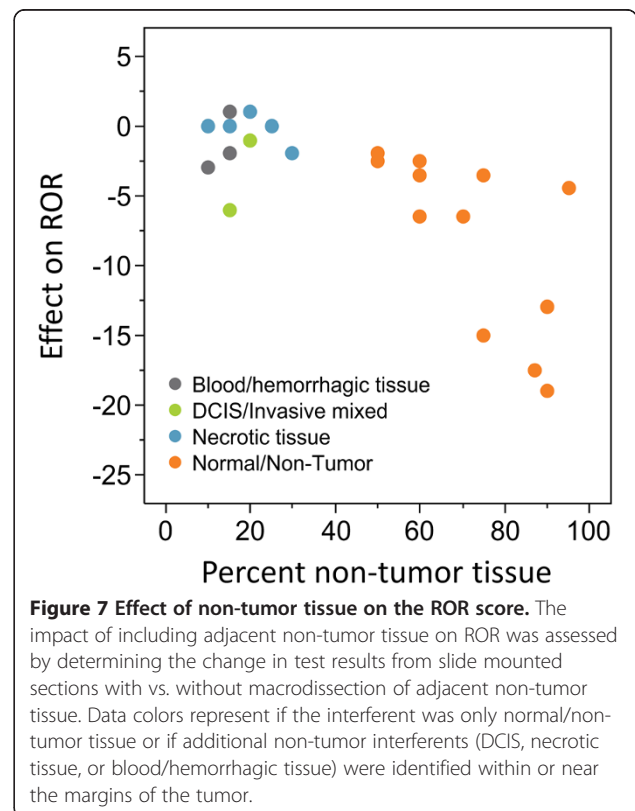 5
0
-5
-10
-15
-20
-25
Effect on ROR
Blood/hemorrhagic tissue
DCIS/Invasive mixed
Necrotic tissue
Normal/Non-Tumor
0 20 40 60 80 100
Percent non-tumor tissue
Figure 7 Effect of non-tumor tissue on the ROR score. The
impact of including adjacent non-tumor tissue on ROR was assessed
by determining the change in test results from slide mounted
sections with vs. without macrodissection of adjacent non-tumor
tissue. Data colors represent if the interferent was only normal/non-
tumor tissue or if additional non-tumor interferents (DCIS, necrotic
tissue, or blood/hemorrhagic tissue) were identified within or near
the margins of the tumor.